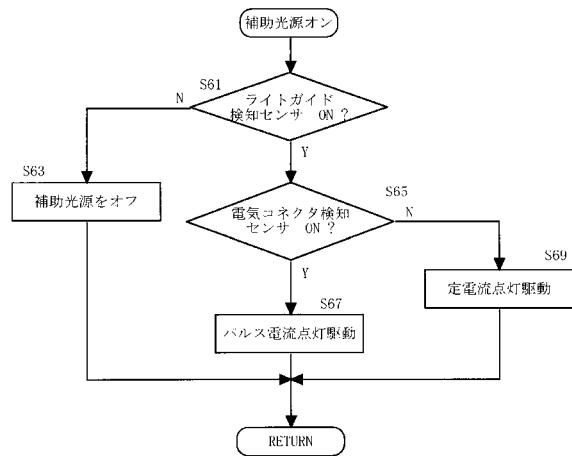 補助光源オン
S61
N
ライトガイド
検知センサ ON ?
Y
S63
補助光源をオフ
S65
電気コネクタ検知
センサ ON ?
N
Y
S69
定電流点灯駆動
S67
パルス電流点灯駆動
RETURN